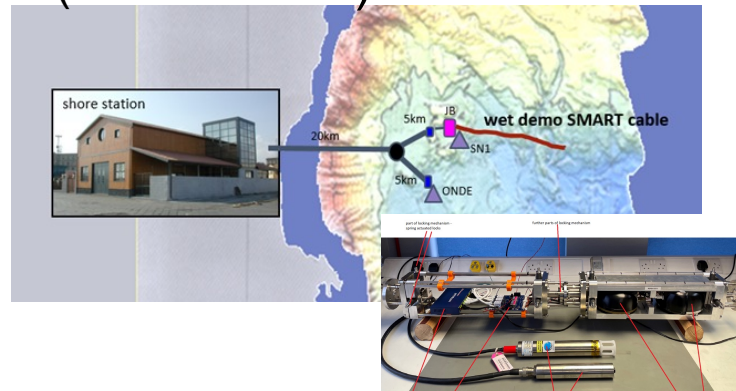 shore station
20km
5km
JB
wet demo SMART cable
SN1
5km
ONDE
part of locking mechanism -
spring actuated locks
Further parts of locking mechanism